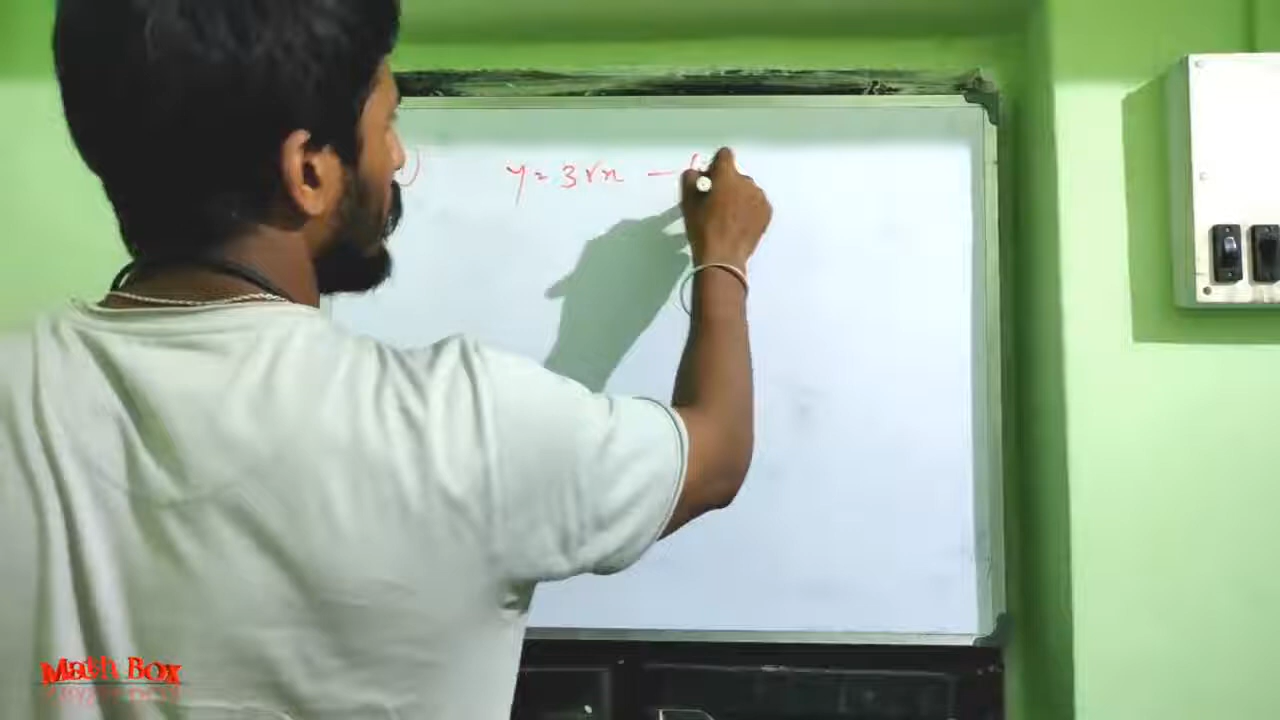 ) y = 3√x —
Math Box